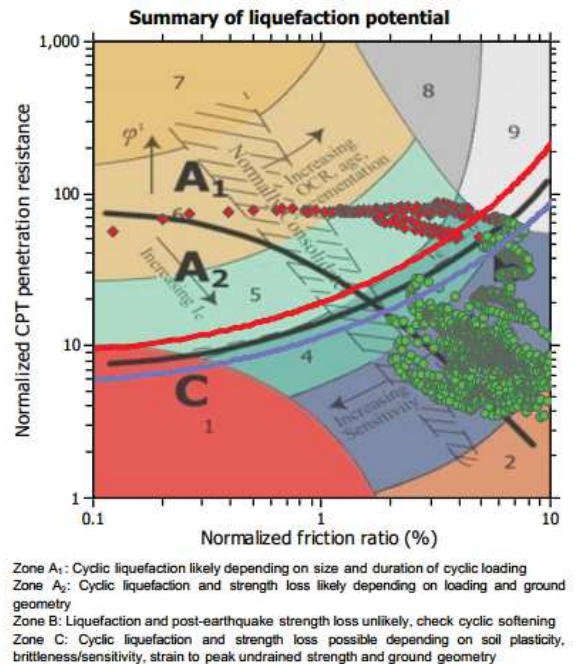 Summary of liquefaction potential
1,000
7
8
9
φ'
Increasing
OCR, age,
cementation
Normally consolidated
100
A1
6
A2
Increasing Ic
5
B
10
4
C
Increasing
Sensitivity
1
2
1
0.1
1
10
Normalized CPT penetration resistance
Normalized friction ratio (%)
Zone A1: Cyclic liquefaction likely depending on size and duration of cyclic loading
Zone A2: Cyclic liquefaction and strength loss likely depending on loading and ground
geometry
Zone B: Liquefaction and post-earthquake strength loss unlikely, check cyclic softening
Zone C: Cyclic liquefaction and strength loss possible depending on soil plasticity,
brittleness/sensitivity, strain to peak undrained strength and ground geometry